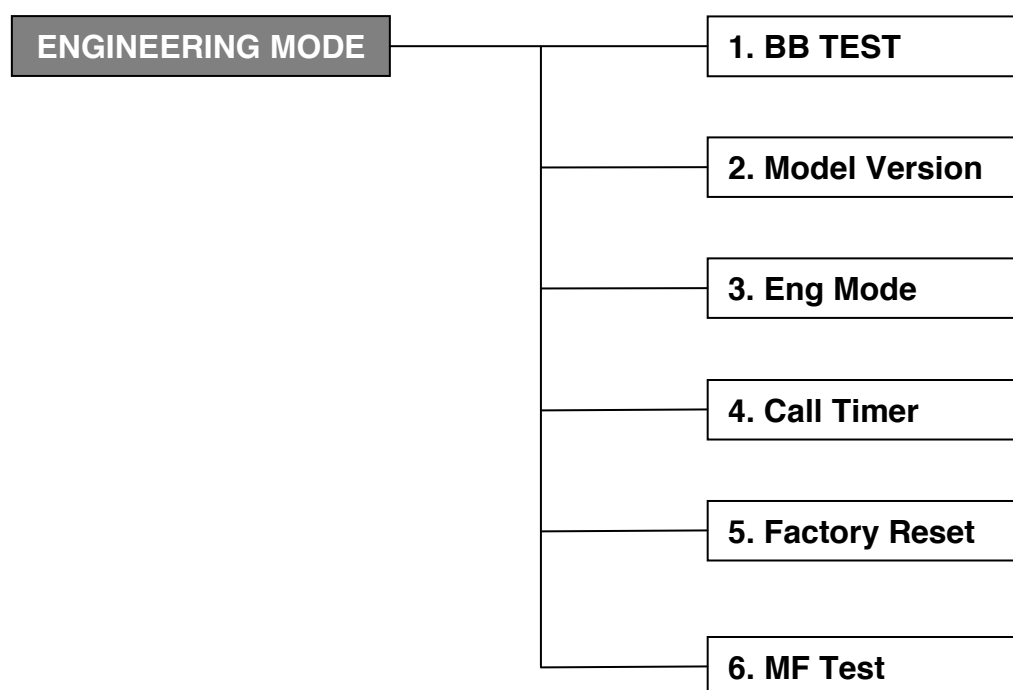 ENGINEERING MODE
1. BB TEST
2. Model Version
3. Eng Mode
4. Call Timer
5. Factory Reset
6. MF Test